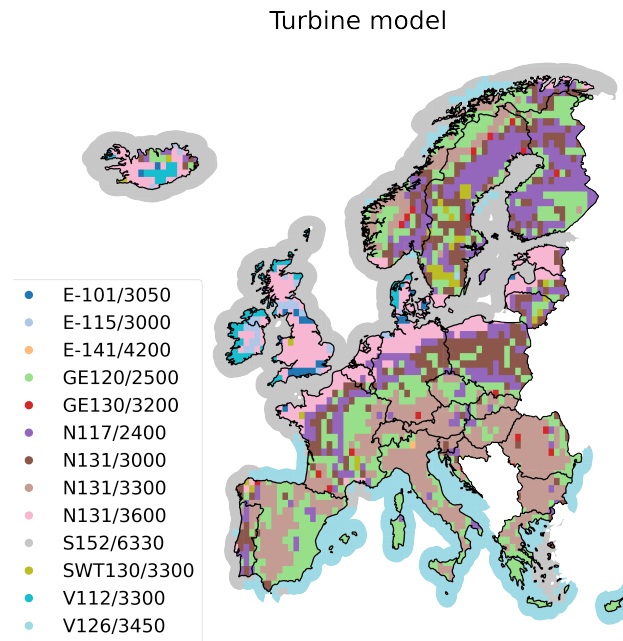 Turbine model
E-101/3050
E-115/3000
E-141/4200
GE120/2500
GE130/3200
N117/2400
N131/3000
N131/3300
N131/3600
S152/6330
SWT130/3300
V112/3300
V126/3450